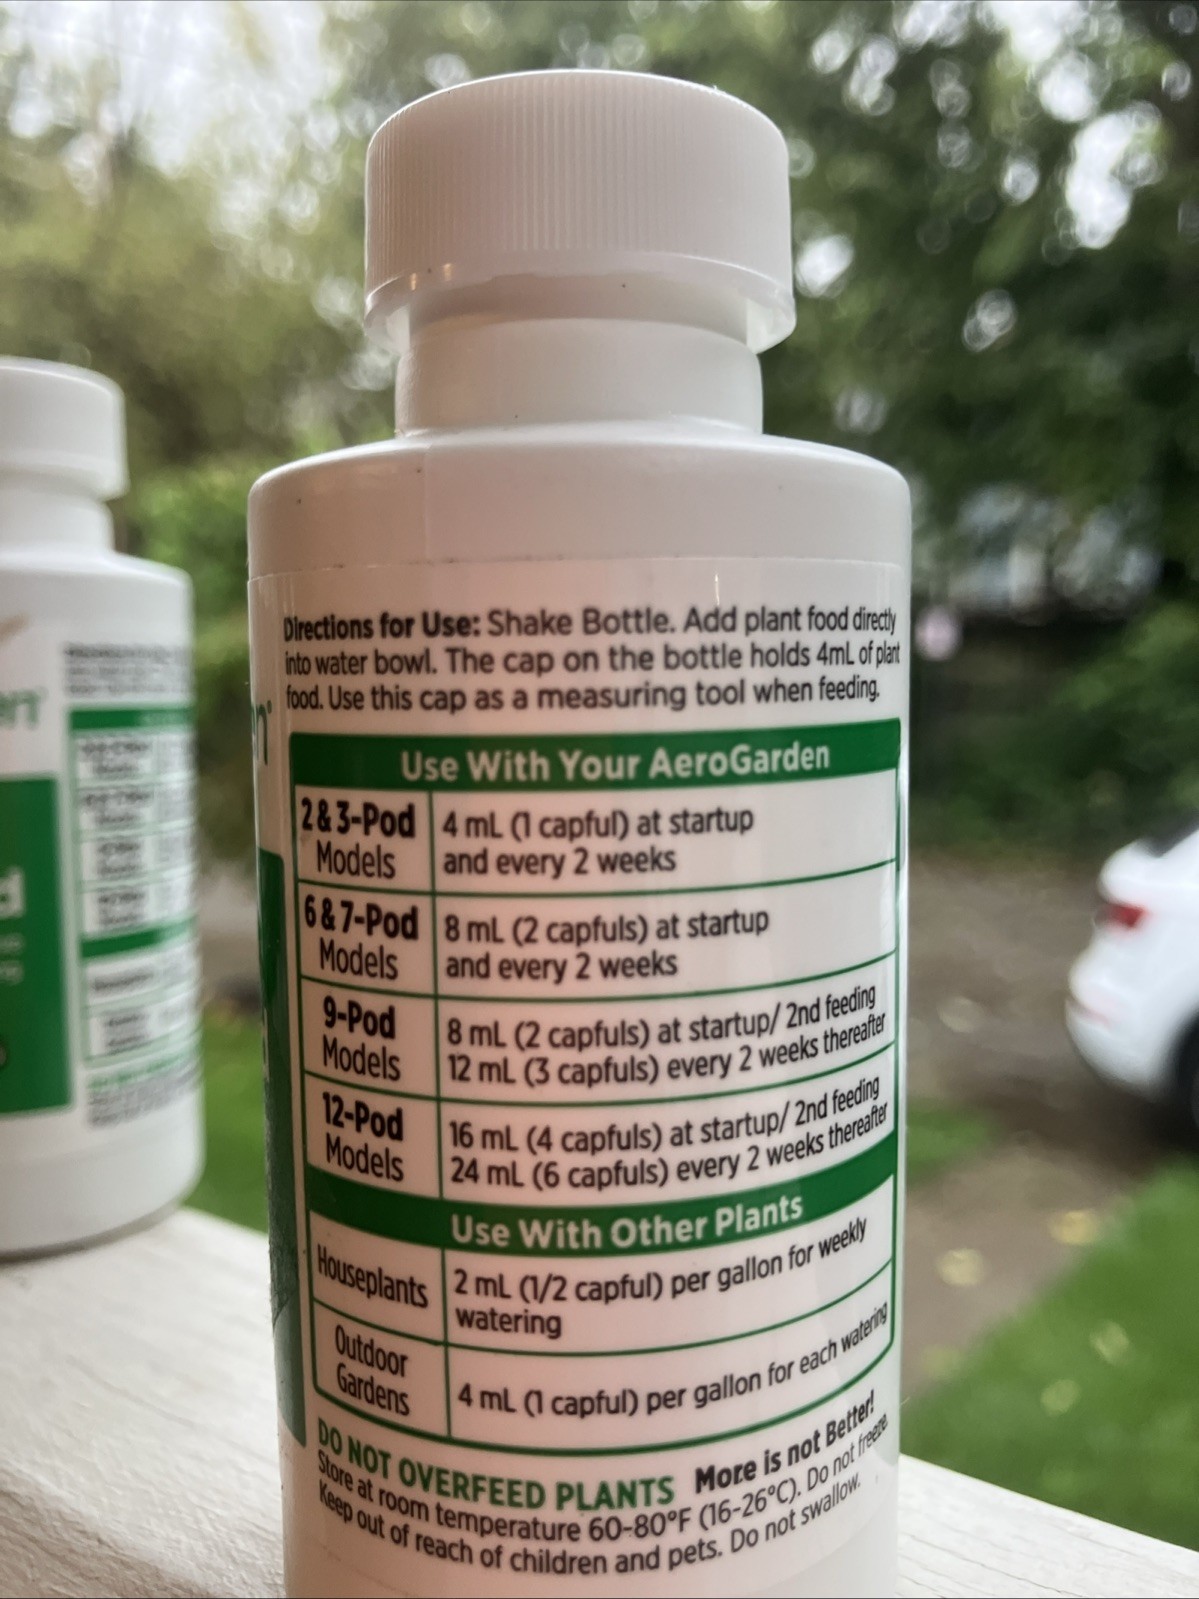 Directions for Use: Shake Bottle. Add plant food directly
into water bowl. The cap on the bottle holds 4mL of plant
food. Use this cap as a measuring tool when feeding.
Use With Your AeroGarden
2 & 3-Pod
Models
4 mL (1 capful) at startup
and every 2 weeks
6 & 7-Pod
Models
8 mL (2 capfuls) at startup
and every 2 weeks
9-Pod
Models
8 mL (2 capfuls) at startup/ 2nd feeding
12 mL (3 capfuls) every 2 weeks thereafter
12-Pod
Models
16 mL (4 capfuls) at startup/ 2nd feeding
24 mL (6 capfuls) every 2 weeks thereafter
Use With Other Plants
Houseplants
2 mL (1/2 capful) per gallon for weekly
watering
Outdoor
Gardens
4 mL (1 capful) per gallon for each watering
DO NOT OVERFEED PLANTS More is not Better!
Store at room temperature 60-80°F (16-26°C). Do not freeze.
Keep out of reach of children and pets. Do not swallow.